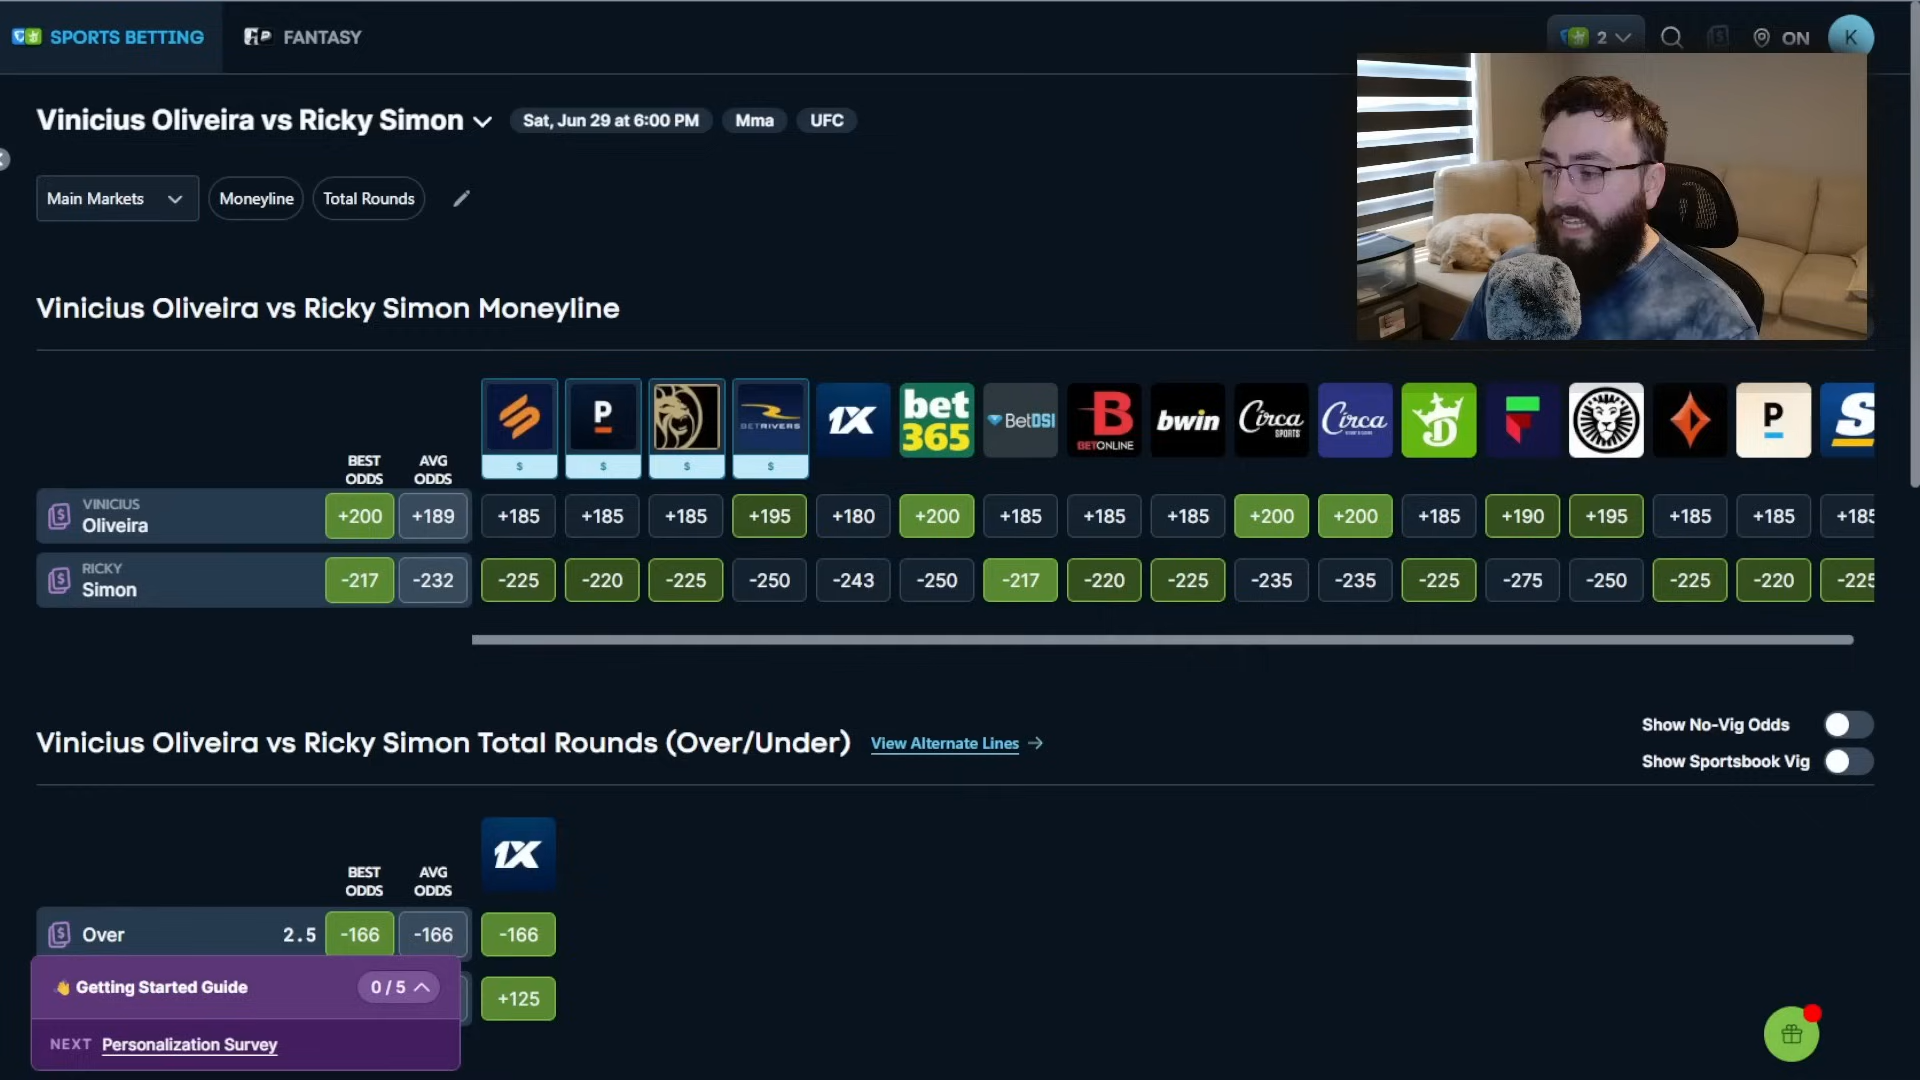 SPORTS BETTING
FANTASY
2
ON
K
Vinicius Oliveira vs Ricky Simon
Sat, Jun 29 at 6:00 PM
Mma
UFC
Main Markets
Moneyline
Total Rounds
Vinicius Oliveira vs Ricky Simon Moneyline
BEST ODDS
AVG ODDS
P
BETRIVERS
1X
bet365
BetDSI
B BETONLINE
bwin
Circa SPORTS
Circa
P
S
$ $ $ $
VINICIUS
Oliveira +200 +189 +185 +185 +185 +195 +180 +200 +185 +185 +185 +200 +200 +185 +190 +195 +185 +185 +185
RICKY
Simon -217 -232 -225 -220 -225 -250 -243 -250 -217 -220 -225 -235 -235 -225 -275 -250 -225 -220 -225
Vinicius Oliveira vs Ricky Simon Total Rounds (Over/Under)
View Alternate Lines →
Show No-Vig Odds
Show Sportsbook Vig
BEST ODDS
AVG ODDS
1X
Over 2.5 -166 -166 -166
+125
👋 Getting Started Guide
0 / 5
NEXT Personalization Survey